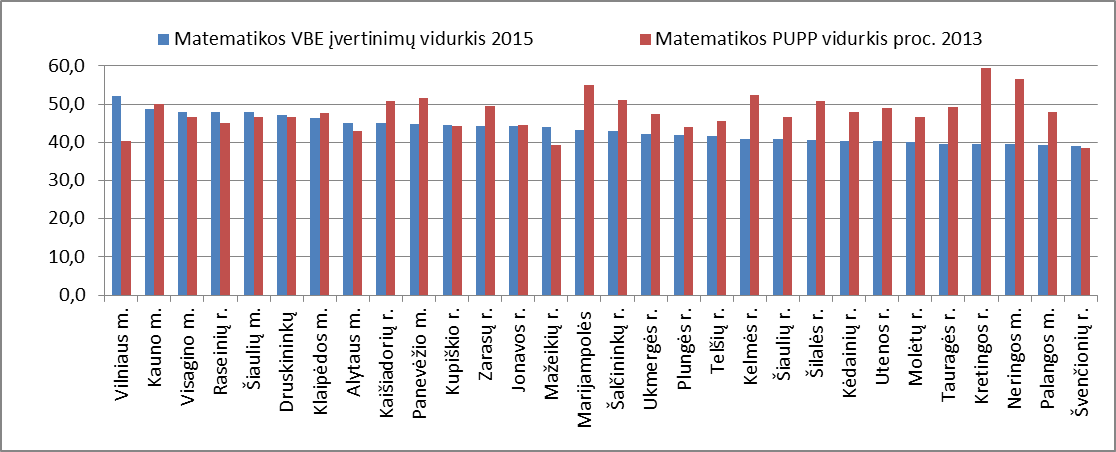 Matematikos VBE įvertinimų vidurkis 2015
Matematikos PUPP vidurkis proc. 2013
60,0
50,0
40,0
30,0
20,0
10,0
0,0
Vilniaus m.
Kauno m.
Visagino m.
Raseinių r.
Šiaulių m.
Druskininkų
Klaipėdos m.
Alytaus m.
Kaišiadorių r.
Panevėžio m.
Kupiškio r.
Zarasų r.
Jonavos r.
Mažeikių r.
Marijampolės
Šalčininkų r.
Ukmergės r.
Plungės r.
Telšių r.
Kelmės r.
Šiaulių r.
Šilalės r.
Kėdainių r.
Utenos r.
Molėtų r.
Tauragės r.
Kretingos r.
Neringos m.
Palangos m.
Švenčionių r.